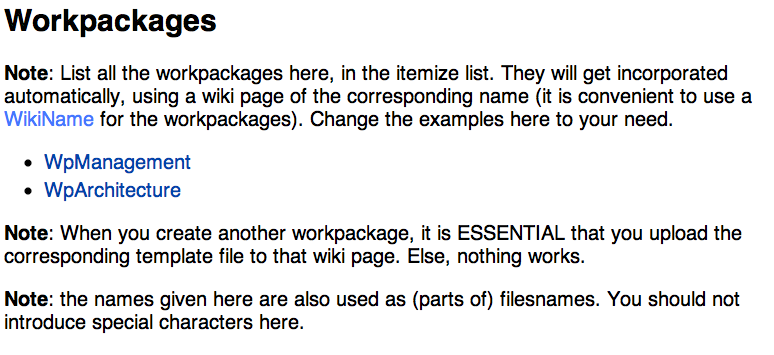 Workpackages
Note: List all the workpackages here, in the itemize list. They will get incorporated
automatically, using a wiki page of the corresponding name (it is convenient to use a
WikiName for the workpackages). Change the examples here to your need.
• WpManagement
• WpArchitecture
Note: When you create another workpackage, it is ESSENTIAL that you upload the
corresponding template file to that wiki page. Else, nothing works.
Note: the names given here are also used as (parts of) filesnames. You should not
introduce special characters here.